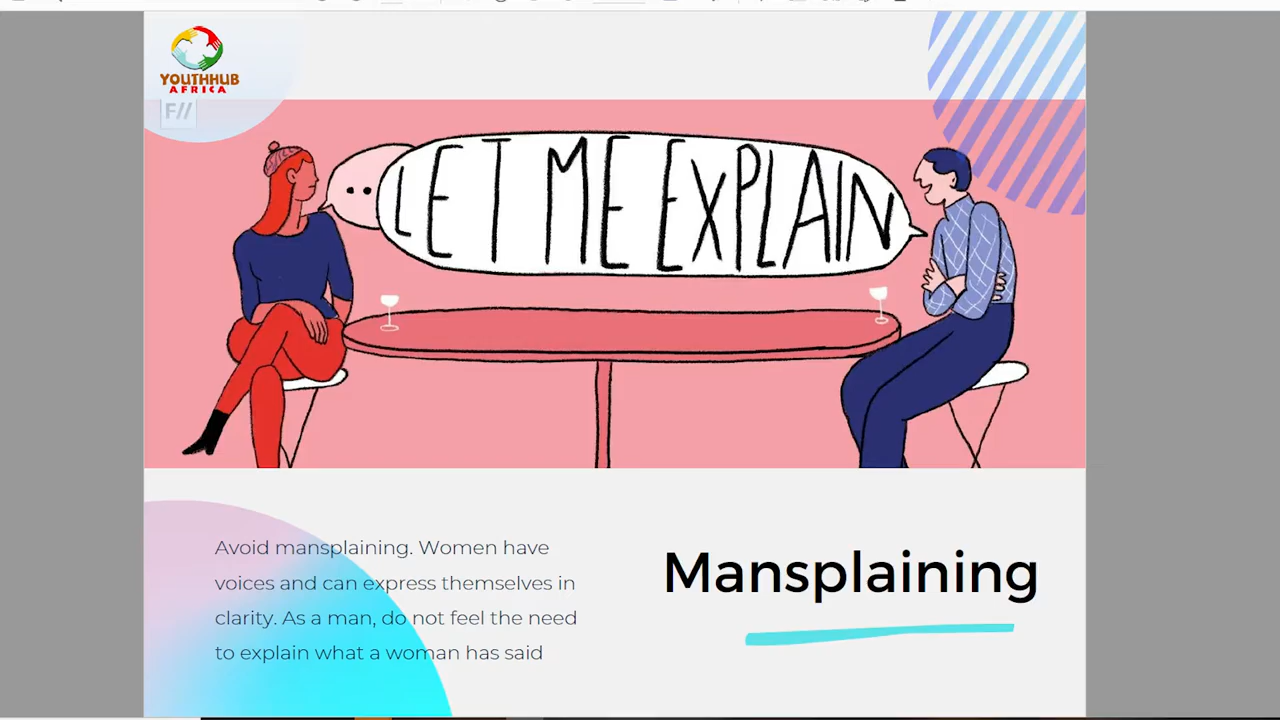 YOUTHHUB
AFRICA
F//
LET ME EXPLAIN
Avoid mansplaining. Women have
voices and can express themselves in
clarity. As a man, do not feel the need
to explain what a woman has said
Mansplaining